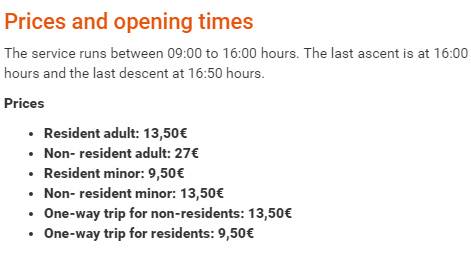 Prices and opening times
The service runs between 09:00 to 16:00 hours. The last ascent is at 16:00
hours and the last descent at 16:50 hours.
Prices
• Resident adult: 13,50€
• Non- resident adult: 27€
• Resident minor: 9,50€
• Non- resident minor: 13,50€
• One-way trip for non-residents: 13,50€
• One-way trip for residents: 9,50€